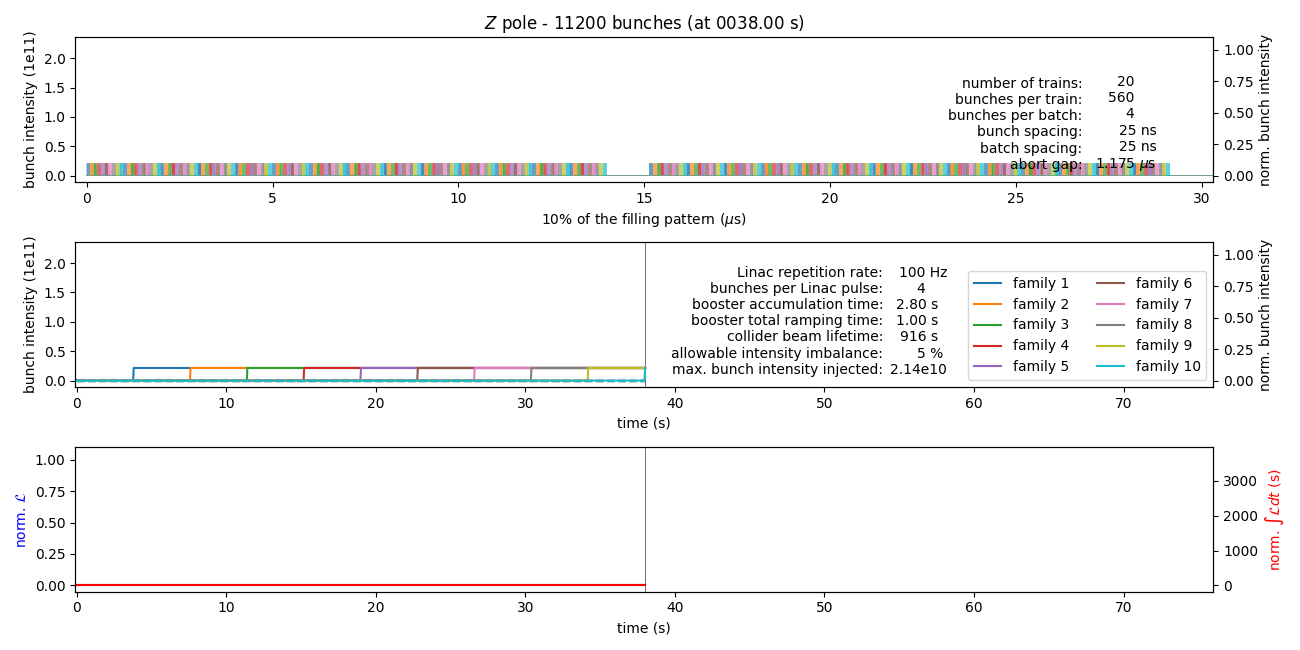 Z pole - 11200 bunches (at 0038.00 s)
bunch intensity (1e11)
2.0
1.5
1.0
0.5
0.0
number of trains: 20
bunches per train: 560
bunches per batch: 4
bunch spacing: 25 ns
batch spacing: 25 ns
abort gap: 1.175 μs
1.00
0.75
0.50
0.25
0.00
norm. bunch intensity
0 5 10 15 20 25 30
10% of the filling pattern (μs)
bunch intensity (1e11)
2.0
1.5
1.0
0.5
0.0
Linac repetition rate: 100 Hz
bunches per Linac pulse: 4
booster accumulation time: 2.80 s
booster total ramping time: 1.00 s
collider beam lifetime: 916 s
allowable intensity imbalance: 5 %
max. bunch intensity injected: 2.14e10
family 1 family 6
family 2 family 7
family 3 family 8
family 4 family 9
family 5 family 10
1.00
0.75
0.50
0.25
0.00
norm. bunch intensity
0 10 20 30 40 50 60 70
time (s)
norm. ℒ
1.00
0.75
0.50
0.25
0.00
3000
2000
1000
0
norm. ∫ℒdt (s)
0 10 20 30 40 50 60 70
time (s)